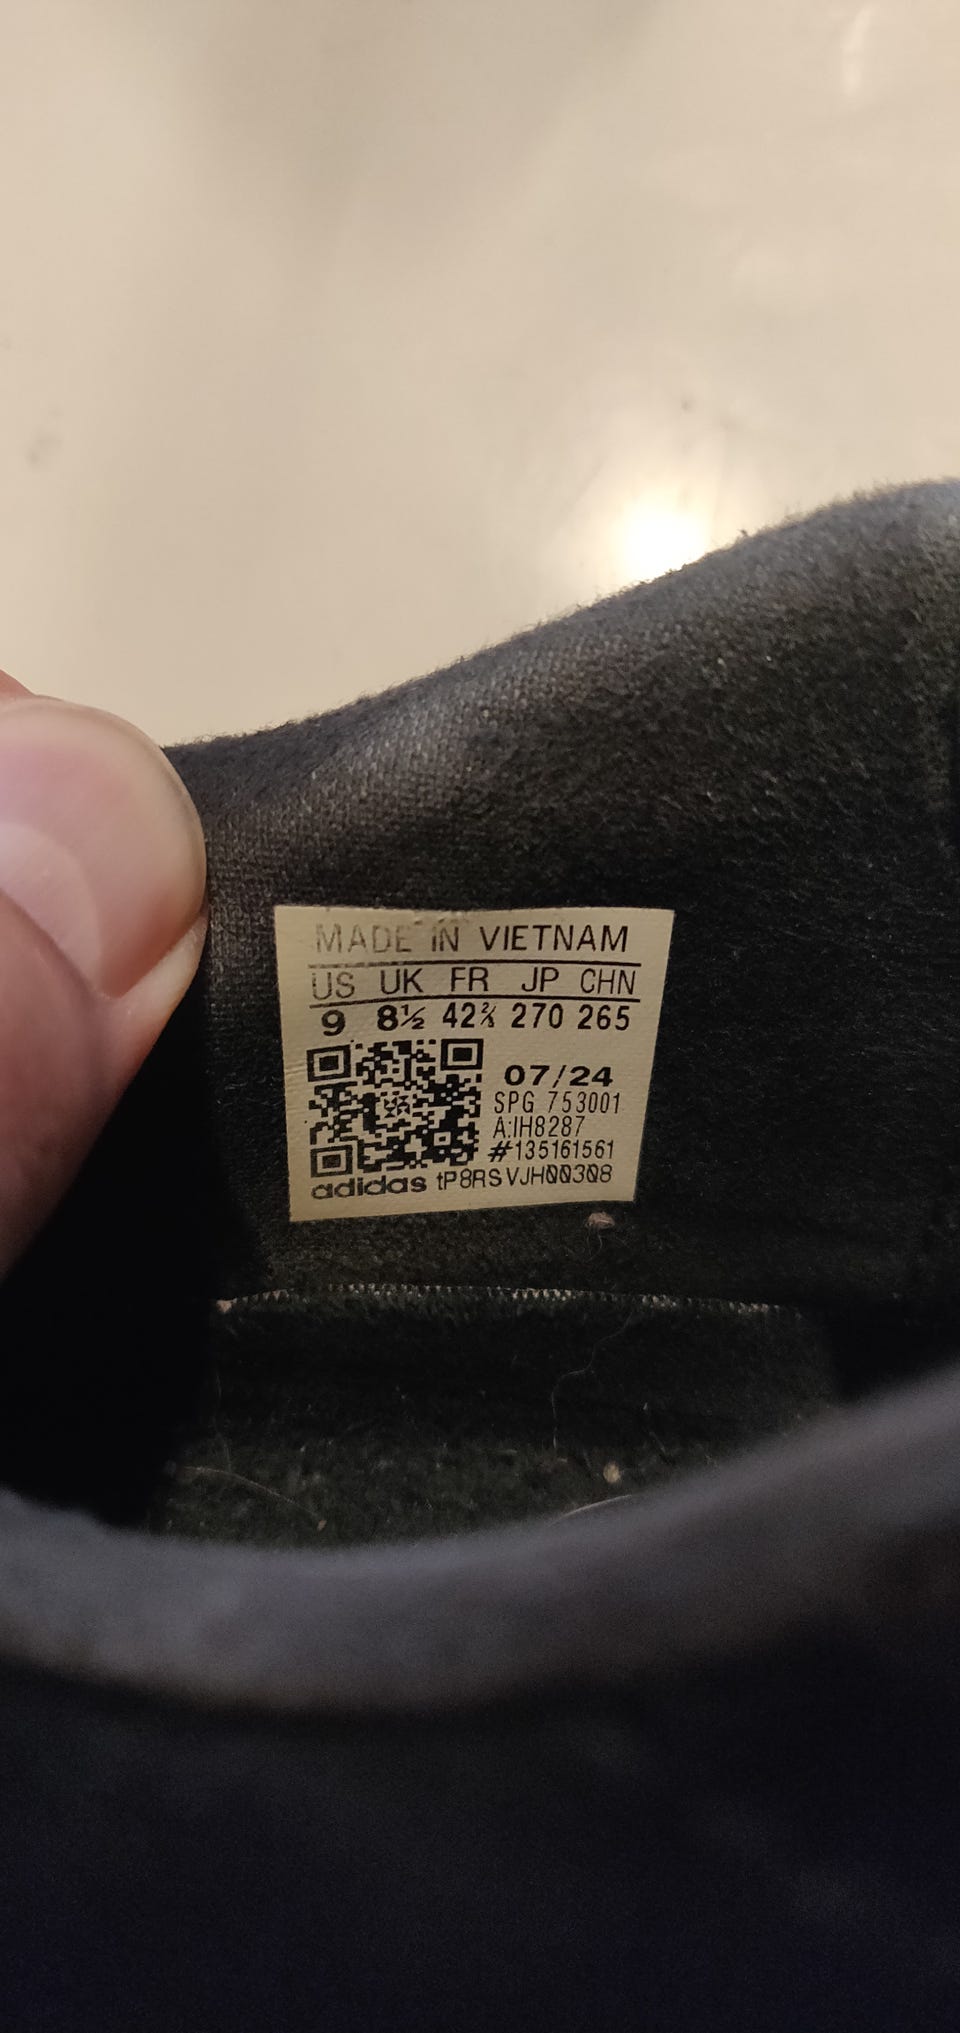 MADE IN VIETNAM
US UK FR JP CHN
9 8½ 42⅔ 270 265
07/24
SPG 753001
A:IH8287
#135161561
adidas tP8RSVJH00308